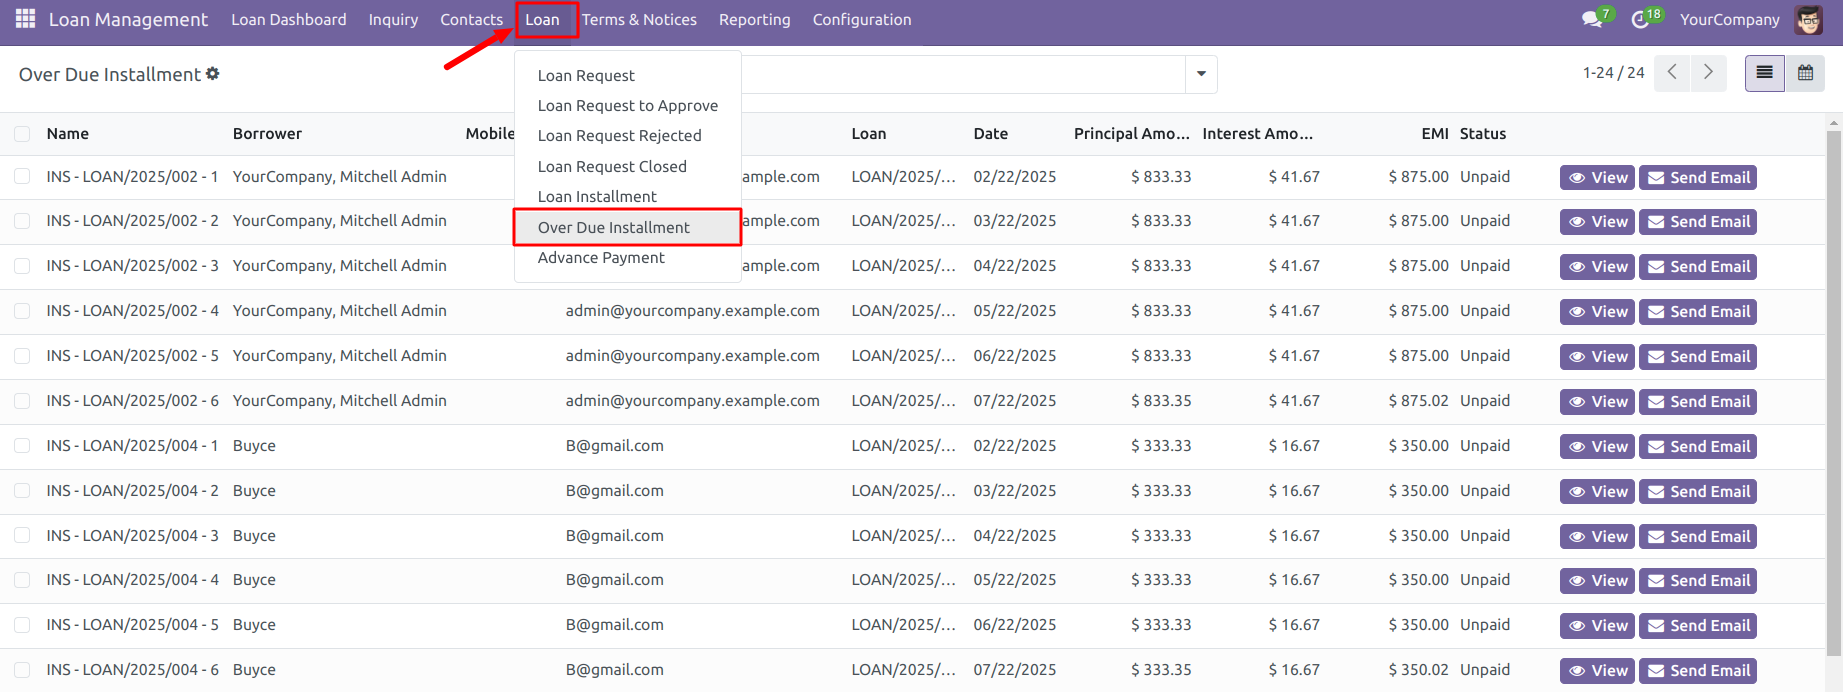 Loan Management Loan Dashboard Inquiry Contacts Loan Terms & Notices Reporting Configuration 7 18 YourCompany
Over Due Installment 1-24 / 24
Loan Request
Loan Request to Approve
Loan Request Rejected
Loan Request Closed
Loan Installment
Over Due Installment
Advance Payment
Name Borrower Mobile Loan Date Principal Amo... Interest Amo... EMI Status
INS - LOAN/2025/002 - 1 YourCompany, Mitchell Admin ample.com LOAN/2025/... 02/22/2025 $ 833.33 $ 41.67 $ 875.00 Unpaid View Send Email
INS - LOAN/2025/002 - 2 YourCompany, Mitchell Admin ample.com LOAN/2025/... 03/22/2025 $ 833.33 $ 41.67 $ 875.00 Unpaid View Send Email
INS - LOAN/2025/002 - 3 YourCompany, Mitchell Admin ample.com LOAN/2025/... 04/22/2025 $ 833.33 $ 41.67 $ 875.00 Unpaid View Send Email
INS - LOAN/2025/002 - 4 YourCompany, Mitchell Admin admin@yourcompany.example.com LOAN/2025/... 05/22/2025 $ 833.33 $ 41.67 $ 875.00 Unpaid View Send Email
INS - LOAN/2025/002 - 5 YourCompany, Mitchell Admin admin@yourcompany.example.com LOAN/2025/... 06/22/2025 $ 833.33 $ 41.67 $ 875.00 Unpaid View Send Email
INS - LOAN/2025/002 - 6 YourCompany, Mitchell Admin admin@yourcompany.example.com LOAN/2025/... 07/22/2025 $ 833.35 $ 41.67 $ 875.02 Unpaid View Send Email
INS - LOAN/2025/004 - 1 Buyce B@gmail.com LOAN/2025/... 02/22/2025 $ 333.33 $ 16.67 $ 350.00 Unpaid View Send Email
INS - LOAN/2025/004 - 2 Buyce B@gmail.com LOAN/2025/... 03/22/2025 $ 333.33 $ 16.67 $ 350.00 Unpaid View Send Email
INS - LOAN/2025/004 - 3 Buyce B@gmail.com LOAN/2025/... 04/22/2025 $ 333.33 $ 16.67 $ 350.00 Unpaid View Send Email
INS - LOAN/2025/004 - 4 Buyce B@gmail.com LOAN/2025/... 05/22/2025 $ 333.33 $ 16.67 $ 350.00 Unpaid View Send Email
INS - LOAN/2025/004 - 5 Buyce B@gmail.com LOAN/2025/... 06/22/2025 $ 333.33 $ 16.67 $ 350.00 Unpaid View Send Email
INS - LOAN/2025/004 - 6 Buyce B@gmail.com LOAN/2025/... 07/22/2025 $ 333.35 $ 16.67 $ 350.02 Unpaid View Send Email